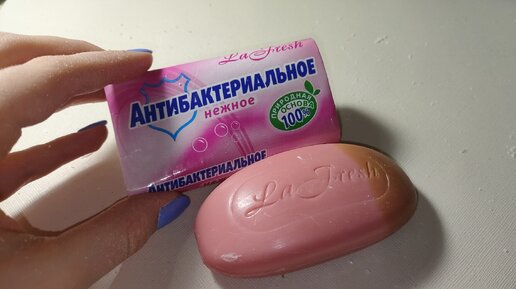 La Fresh
АНТИБАКТЕРИАЛЬНОЕ
нежное
ПРИРОДНАЯ
ОСНОВА
100%
АНТИБАКТЕРИАЛЬНОЕ
La Fresh